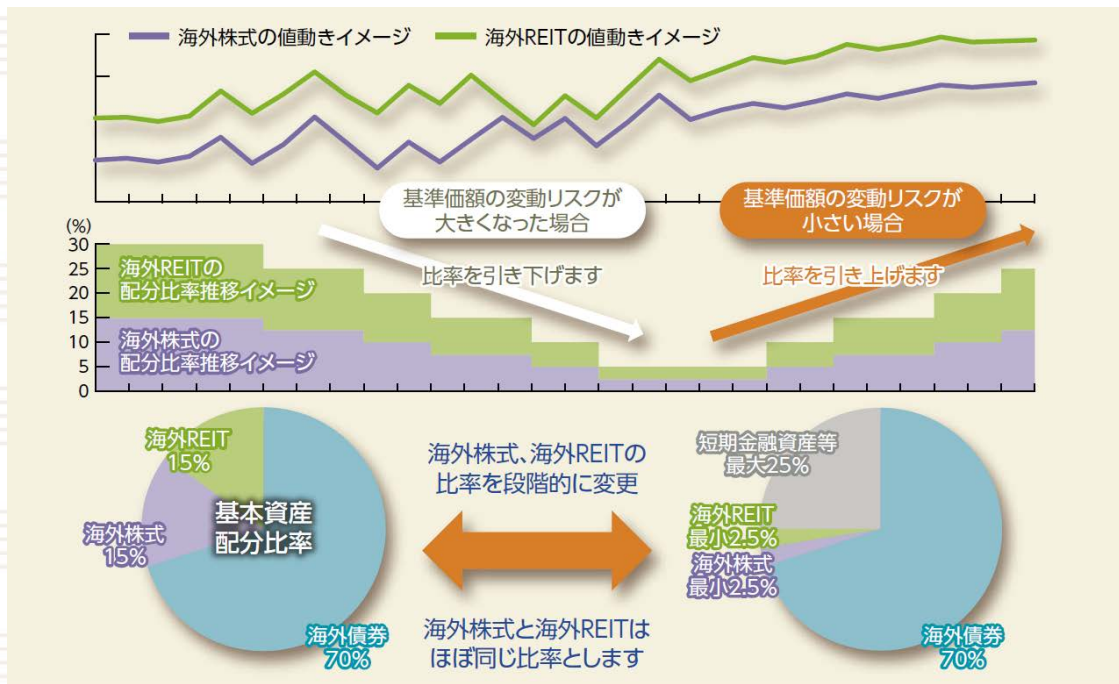 海外株式の値動きイメージ
海外REITの値動きイメージ
基準価額の変動リスクが
大きくなった場合
基準価額の変動リスクが
小さい場合
比率を引き下げます
比率を引き上げます
(%)
30
25
20
15
10
5
0
海外REITの
配分比率推移イメージ
海外株式の
配分比率推移イメージ
海外REIT
15%
海外株式
15%
基本資産
配分比率
海外債券
70%
海外株式、海外REITの
比率を段階的に変更
海外株式と海外REITは
ほぼ同じ比率とします
短期金融資産等
最大25%
海外REIT
最小2.5%
海外株式
最小2.5%
海外債券
70%